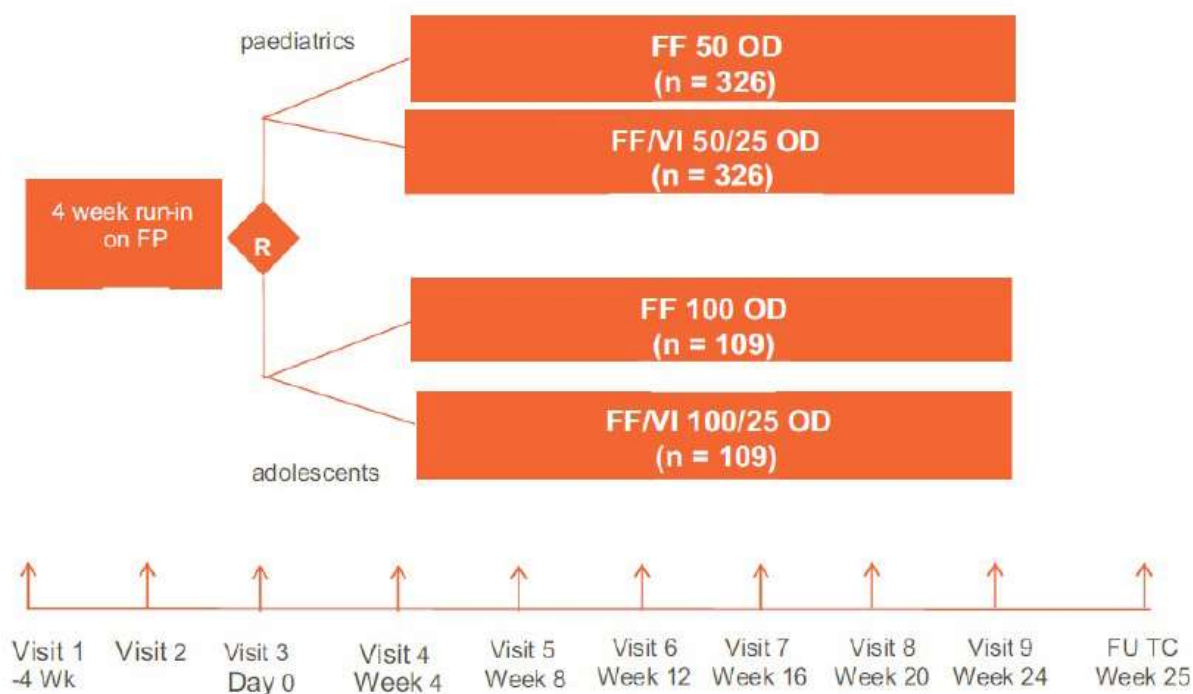 paediatrics
FF 50 OD
(n = 326)
FF/VI 50/25 OD
(n = 326)
4 week run-in
on FP
R
FF 100 OD
(n = 109)
FF/VI 100/25 OD
(n = 109)
adolescents
Visit 1
-4 Wk
Visit 2
Visit 3
Day 0
Visit 4
Week 4
Visit 5
Week 8
Visit 6
Week 12
Visit 7
Week 16
Visit 8
Week 20
Visit 9
Week 24
FU TC
Week 25